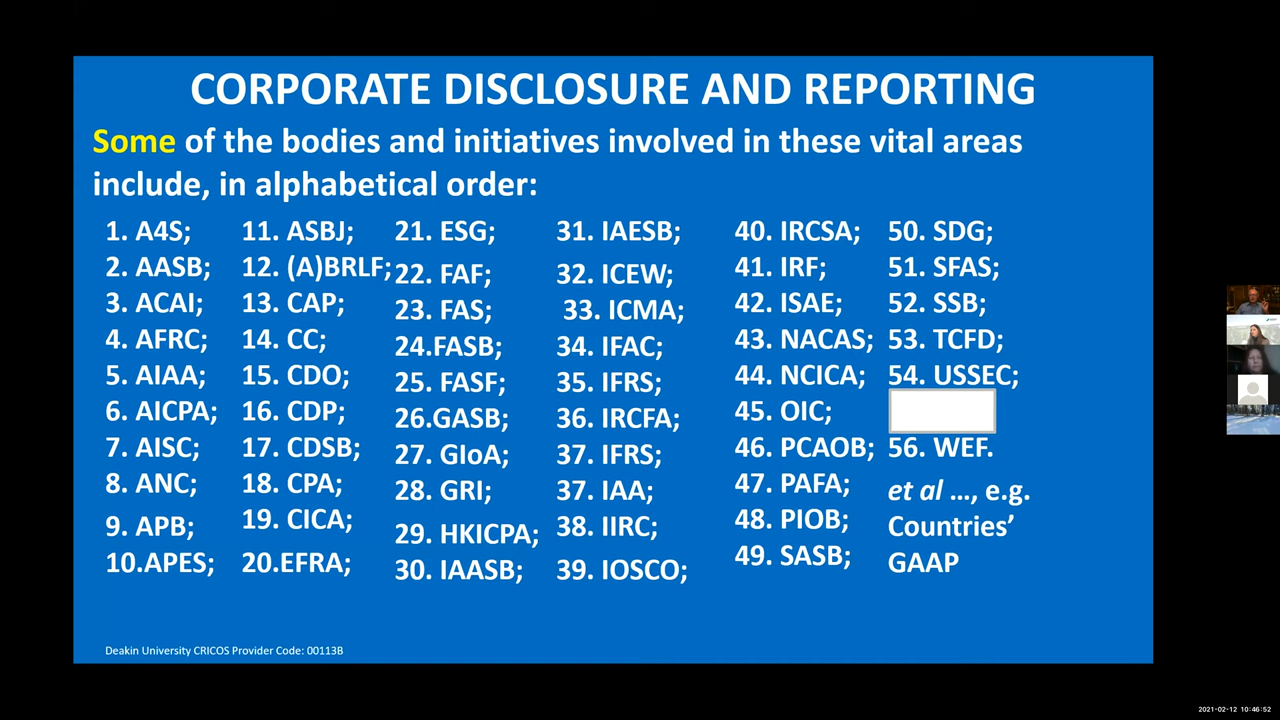 CORPORATE DISCLOSURE AND REPORTING
Some of the bodies and initiatives involved in these vital areas
include, in alphabetical order:
1. A4S;
2. AASB;
3. ACAI;
4. AFRC;
5. AIAA;
6. AICPA;
7. AISC;
8. ANC;
9. APB;
10.APES;
11. ASBJ;
12. (A)BRLF;
13. CAP;
14. CC;
15. CDO;
16. CDP;
17. CDSB;
18. CPA;
19. CICA;
20.EFRA;
21. ESG;
22. FAF;
23. FAS;
24.FASB;
25. FASF;
26.GASB;
27. GIoA;
28. GRI;
29. HKICPA;
30. IAASB;
31. IAESB;
32. ICEW;
33. ICMA;
34. IFAC;
35. IFRS;
36. IRCFA;
37. IFRS;
37. IAA;
38. IIRC;
39. IOSCO;
40. IRCSA;
41. IRF;
42. ISAE;
43. NACAS;
44. NCICA;
45. OIC;
46. PCAOB;
47. PAFA;
48. PIOB;
49. SASB;
50. SDG;
51. SFAS;
52. SSB;
53. TCFD;
54. USSEC;
56. WEF.
et al …, e.g.
Countries’
GAAP
Deakin University CRICOS Provider Code: 00113B
2021-02-12 10:46:52